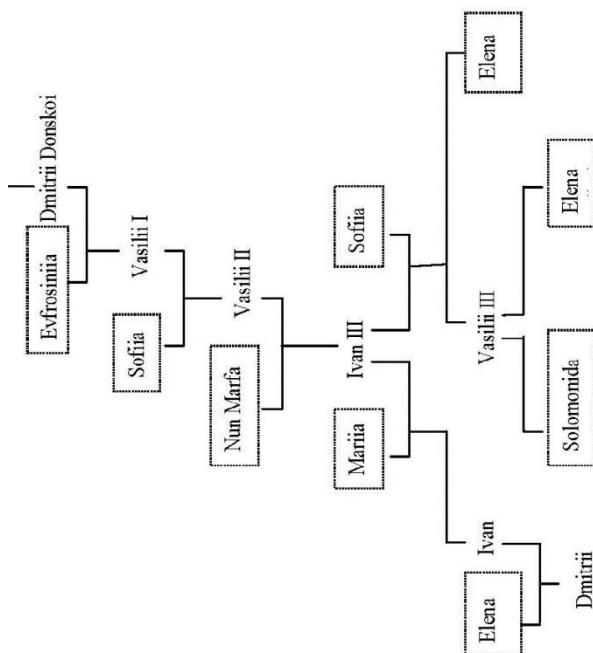 Dmitrii Donskoi
Evfrosiniia
Vasilii I
Sofiia
Vasilii II
Nun Marfa
Ivan III
Sofiia
Mariia
Elena
Vasilii III
Ivan
Elena
Elena
Solomonida
Dmitrii